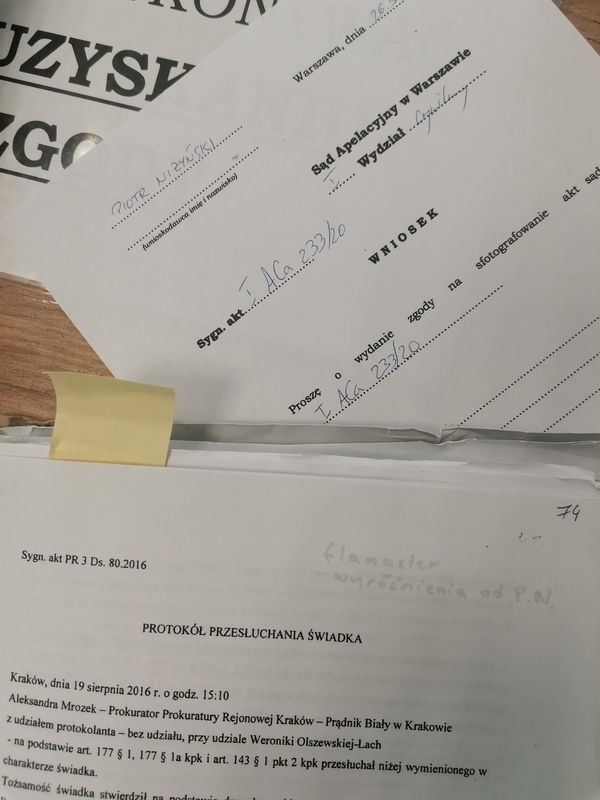 UZYSK
ZGO
Warszawa, dnia 26.
PIOTR NIŻYŃSKI
(wnioskodawca imię i nazwisko)
Sąd Apelacyjny w Warszawie
I Wydział Cywilny
Sygn. akt I ACa 233/20
WNIOSEK
Proszę o wydanie zgody na sfotografowanie akt sąd
I ACa 233/20
74
Sygn. akt PR 3 Ds. 80.2016
flamaster
- wyróśnienia od P.N.
PROTOKÓŁ PRZESŁUCHANIA ŚWIADKA
Kraków, dnia 19 sierpnia 2016 r. o godz. 15:10
Aleksandra Mrozek – Prokurator Prokuratury Rejonowej Kraków – Prądnik Biały w Krakowie
z udziałem protokolanta – bez udziału, przy udziale Weroniki Olszewskiej-Łach
- na podstawie art. 177 § 1, 177 § 1a kpk i art. 143 § 1 pkt 2 kpk przesłuchał niżej wymienionego w
charakterze świadka.
Tożsamość świadka stwierdził na podstawie